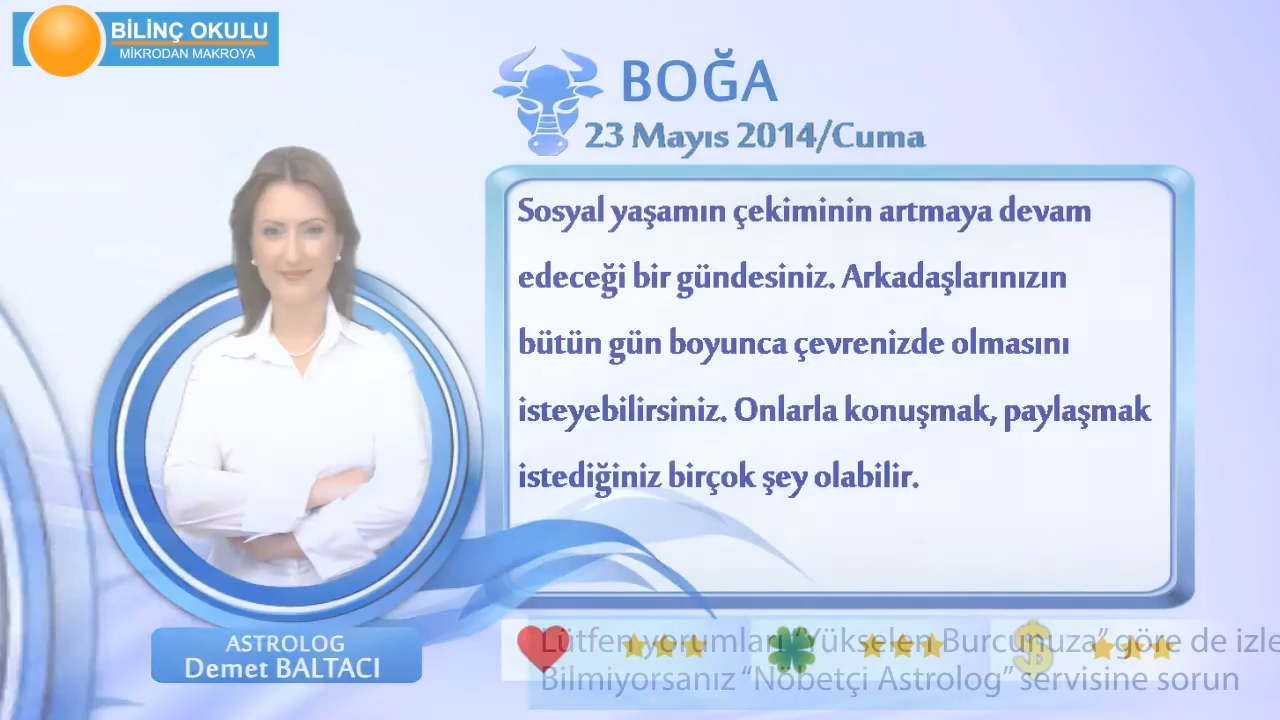 BİLİNÇ OKULU
MİKRODAN MAKROYA
BOĞA
23 Mayıs 2014/Cuma
Sosyal yaşamın çekiminin artmaya devam
edeceği bir gündesiniz. Arkadaşlarınızın
bütün gün boyunca çevrenizde olmasını
isteyebilirsiniz. Onlarla konuşmak, paylaşmak
istediğiniz birçok şey olabilir.
ASTROLOG
Demet BALTACI
Lütfen yorumları "Yükselen Burcunuza" göre de izle
Bilmiyorsanız "Nöbetçi Astrolog" servisine sorun